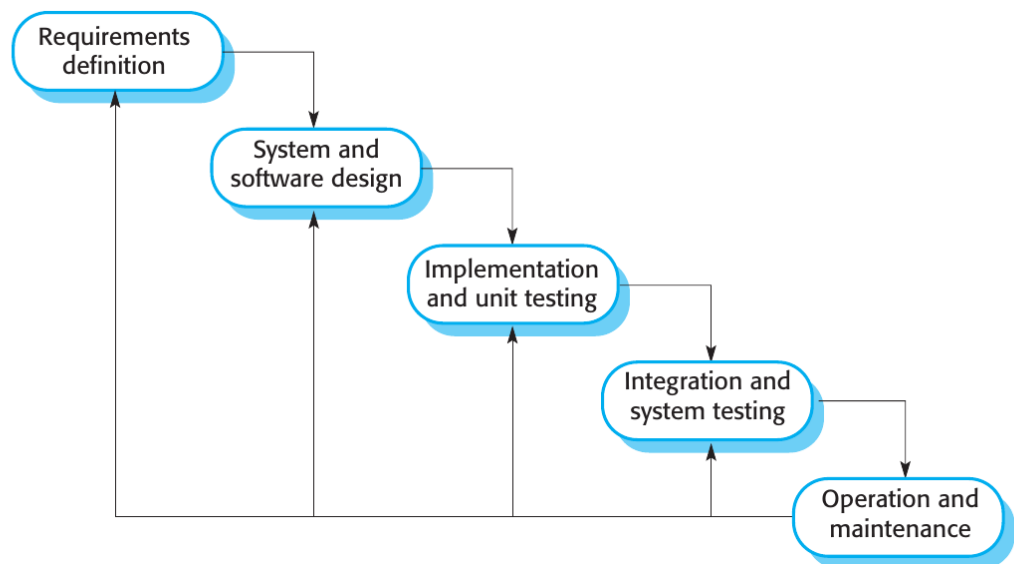 Requirements
definition
System and
software design
Implementation
and unit testing
Integration and
system testing
Operation and
maintenance